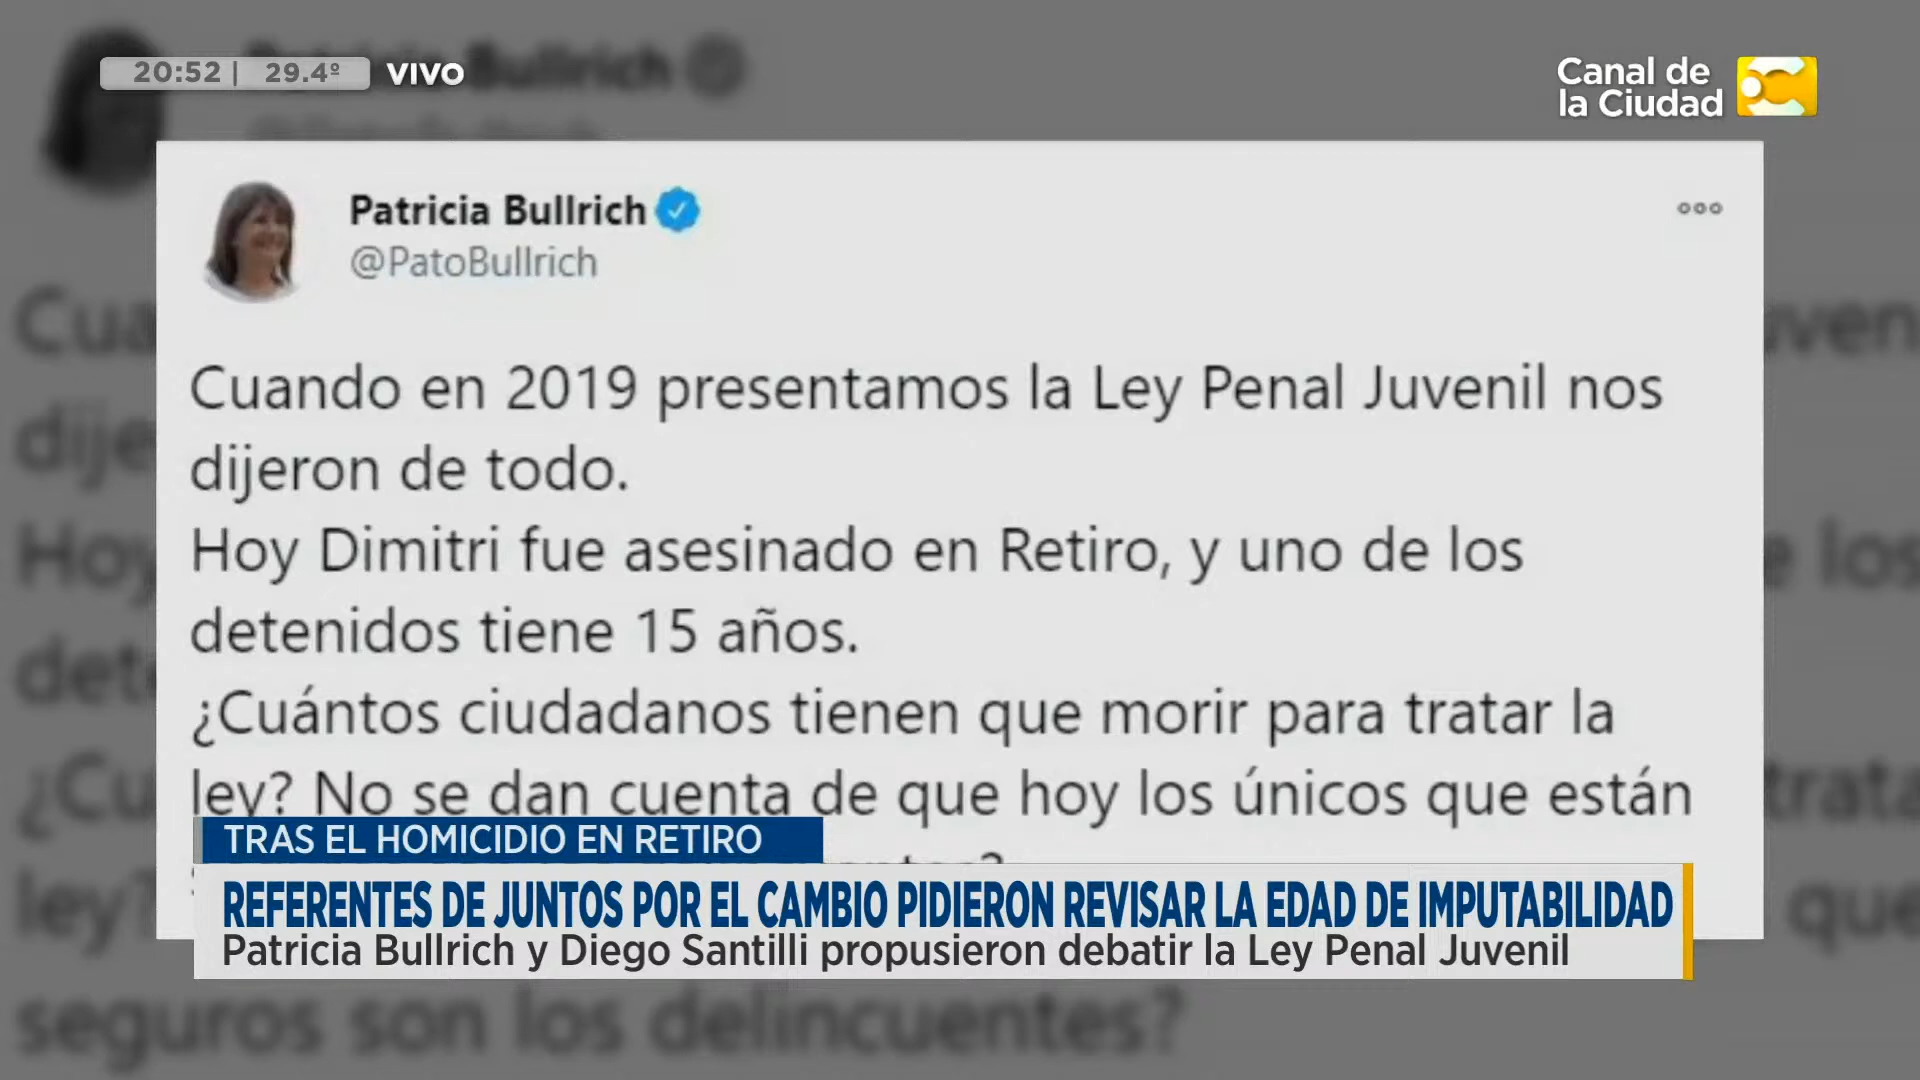 20:52 | 29.4º VIVO
Canal de
la Ciudad
Patricia Bullrich
@PatoBullrich
Cuando en 2019 presentamos la Ley Penal Juvenil nos
dijeron de todo.
Hoy Dimitri fue asesinado en Retiro, y uno de los
detenidos tiene 15 años.
¿Cuántos ciudadanos tienen que morir para tratar la
ley? No se dan cuenta de que hoy los únicos que están
seguros son los delincuentes?
TRAS EL HOMICIDIO EN RETIRO
REFERENTES DE JUNTOS POR EL CAMBIO PIDIERON REVISAR LA EDAD DE IMPUTABILIDAD
Patricia Bullrich y Diego Santilli propusieron debatir la Ley Penal Juvenil